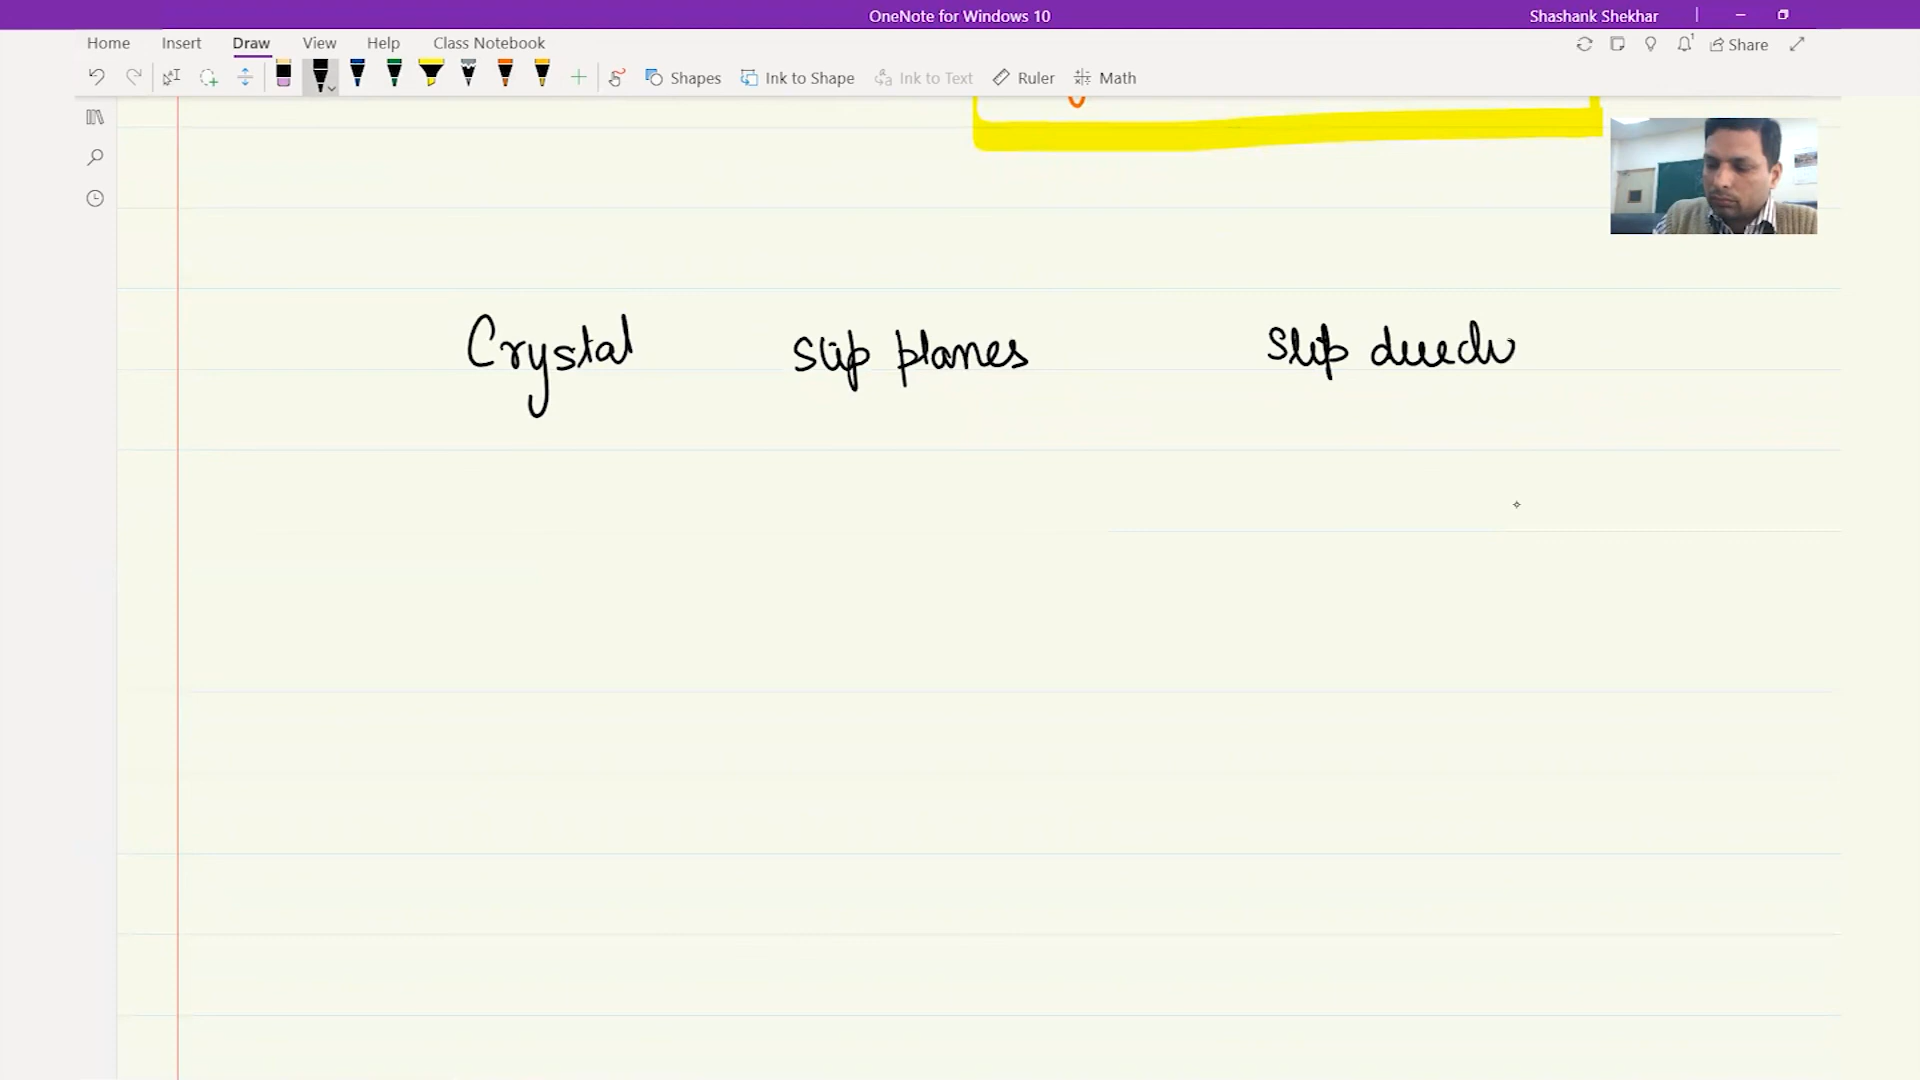 OneNote for Windows 10
Shashank Shekhar
Home Insert Draw View Help Class Notebook
Share
Shapes Ink to Shape Ink to Text Ruler Math
Crystal Slip planes Slip